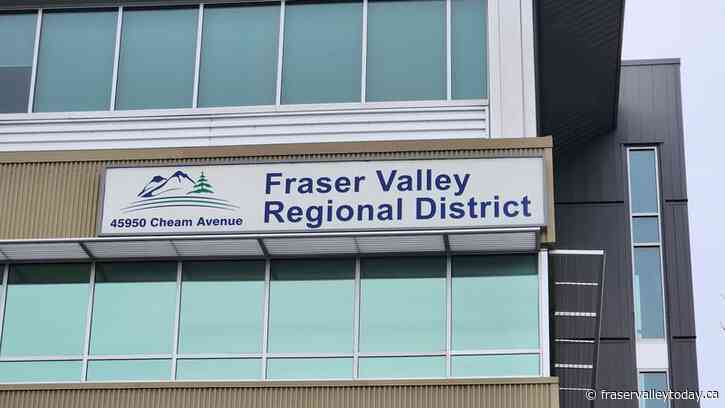 Fraser Valley
Regional District
45950 Cheam Avenue
© fraservalleytoday.ca